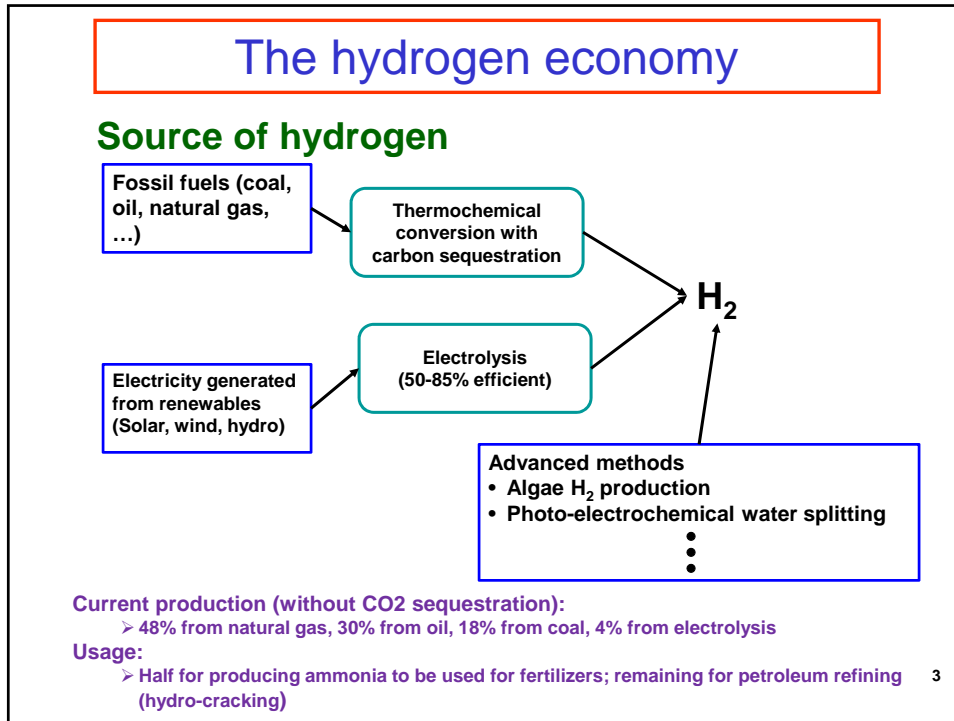 The hydrogen economy
Source of hydrogen
Fossil fuels (coal,
oil, natural gas,
…)
Thermochemical
conversion with
carbon sequestration
H₂
Electrolysis
(50-85% efficient)
Electricity generated
from renewables
(Solar, wind, hydro)
Advanced methods
• Algae H₂ production
• Photo-electrochemical water splitting
•
•
•
Current production (without CO2 sequestration):
➢ 48% from natural gas, 30% from oil, 18% from coal, 4% from electrolysis
Usage:
➢ Half for producing ammonia to be used for fertilizers; remaining for petroleum refining
(hydro-cracking)
3